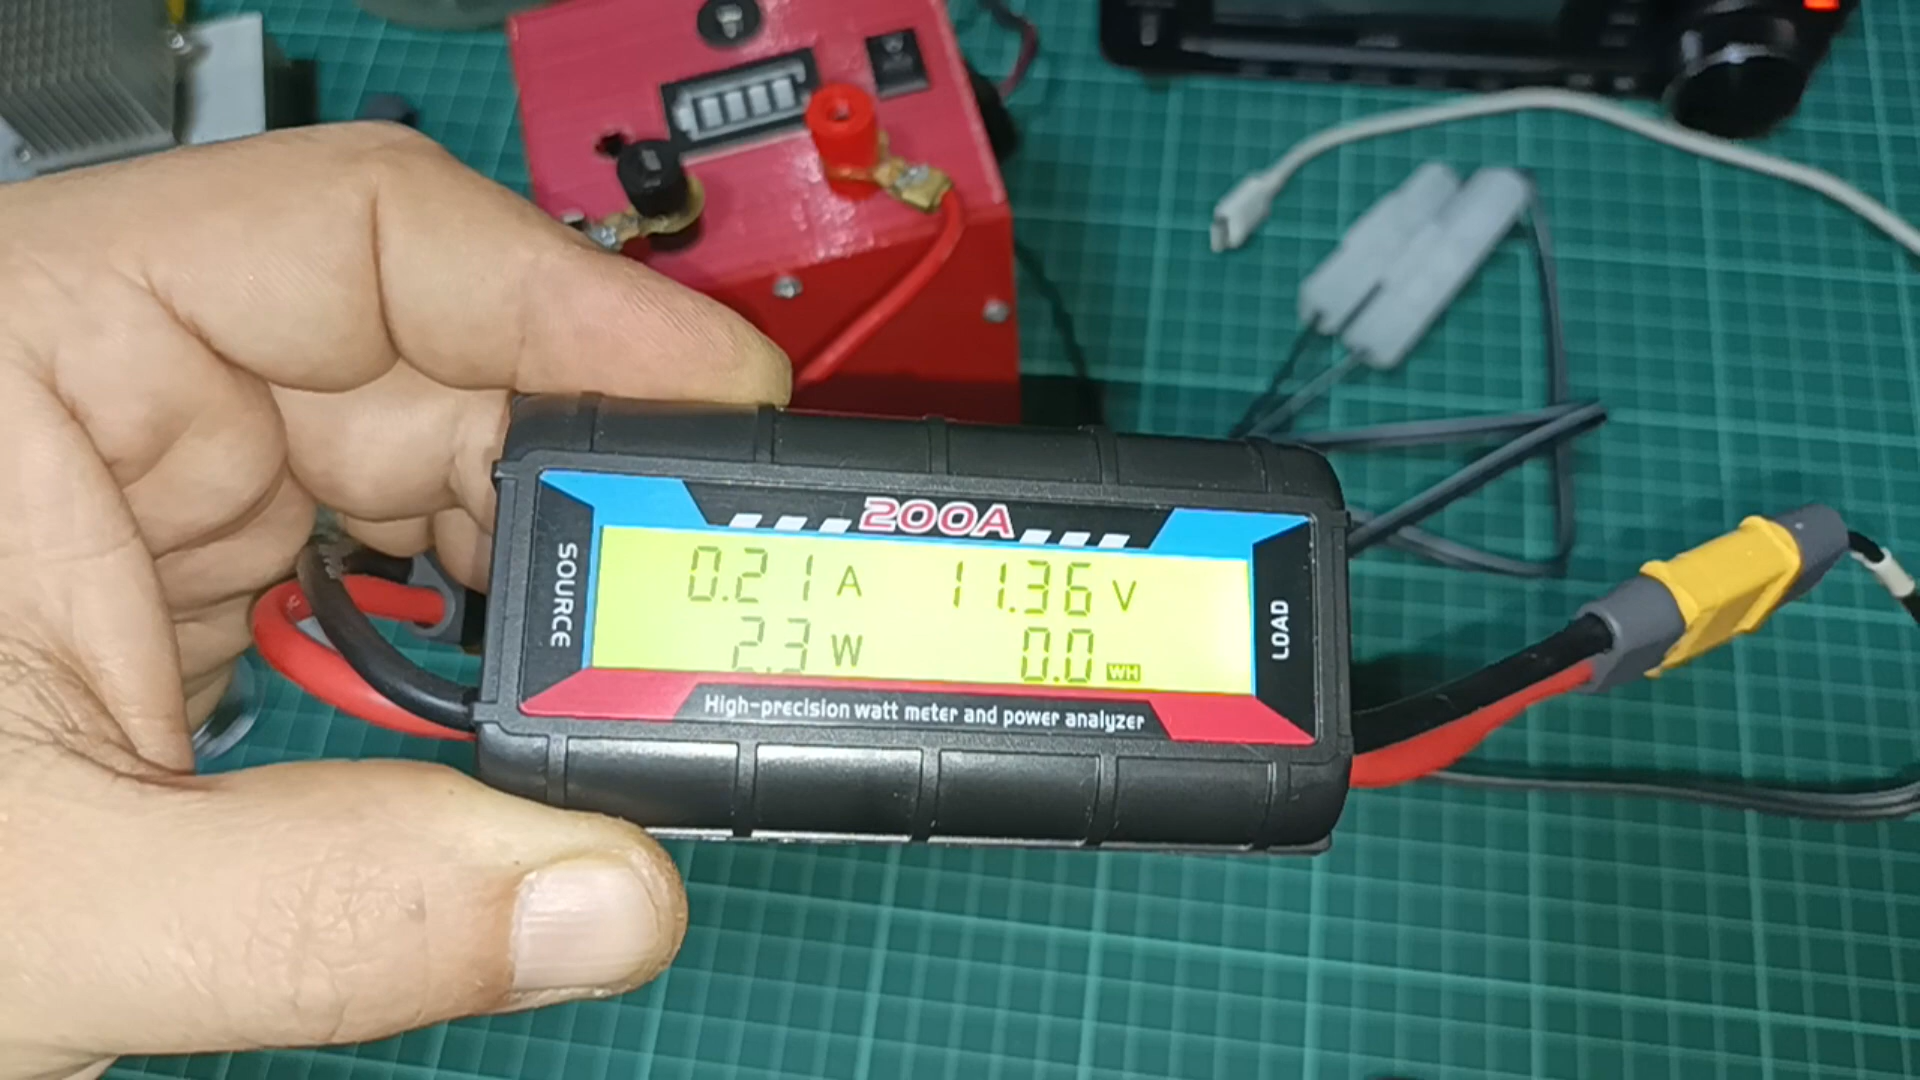 200A
SOURCE
0.21 A 11.36 V
2.3 W 0.0 WH
LOAD
High-precision watt meter and power analyzer